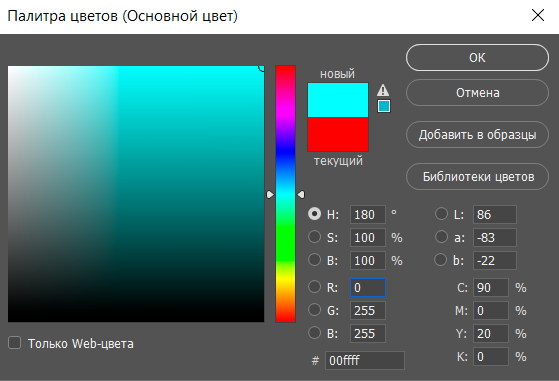 Палитра цветов (Основной цвет)
новый
текущий
ОК
Отмена
Добавить в образцы
Библиотеки цветов
H: 180 ° L: 86
S: 100 % a: -83
B: 100 % b: -22
R: 0 C: 90 %
G: 255 M: 0 %
B: 255 Y: 20 %
# 00ffff K: 0 %
Только Web-цвета